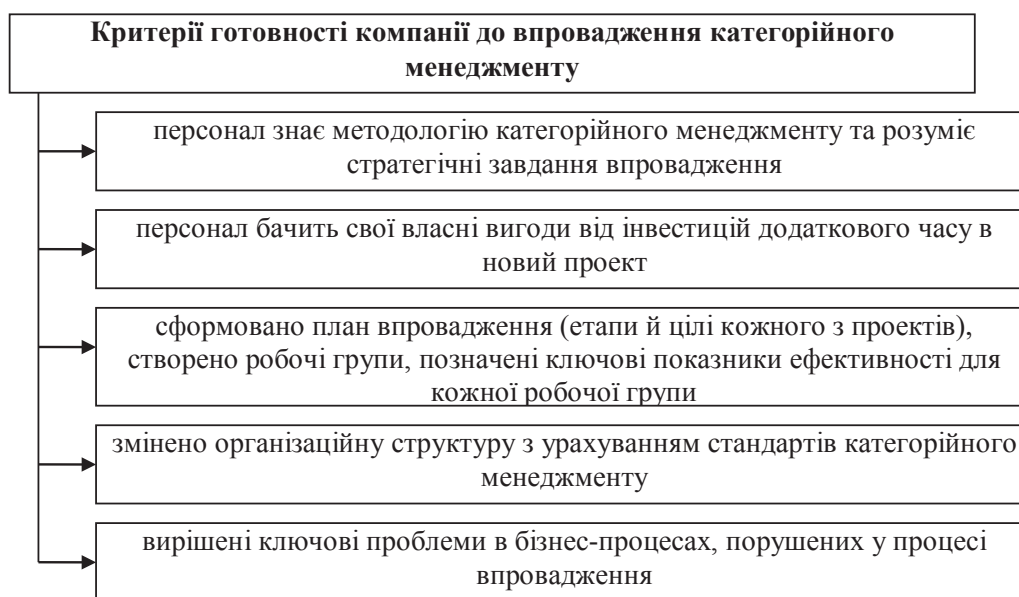 Критерії готовності компанії до впровадження категорійного
менеджменту
персонал знає методологію категорійного менеджменту та розуміє
стратегічні завдання впровадження
персонал бачить свої власні вигоди від інвестицій додаткового часу в
новий проект
сформовано план впровадження (етапи й цілі кожного з проектів),
створено робочі групи, позначені ключові показники ефективності для
кожної робочої групи
змінено організаційну структуру з урахуванням стандартів категорійного
менеджменту
вирішені ключові проблеми в бізнес-процесах, порушених у процесі
впровадження